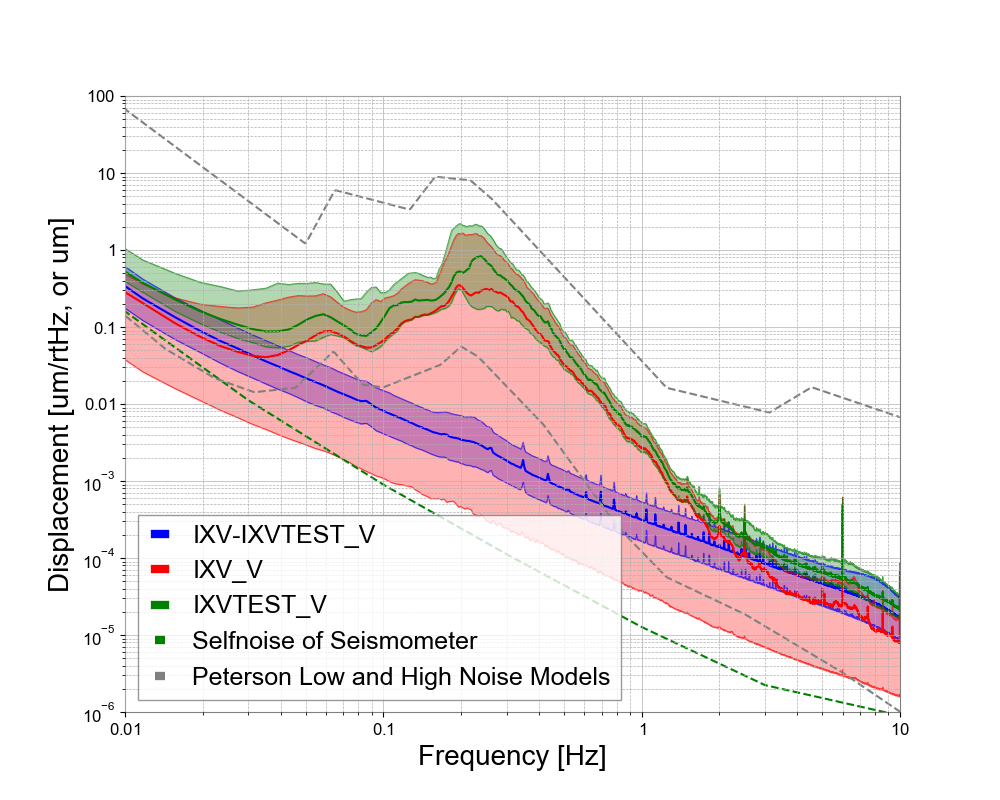 100
10
1
0.1
0.01
10⁻³
10⁻⁴
10⁻⁵
10⁻⁶
Displacement [um/rtHz, or um]
IXV-IXVTEST_V
IXV_V
IXVTEST_V
Selfnoise of Seismometer
Peterson Low and High Noise Models
0.01 0.1 1 10
Frequency [Hz]